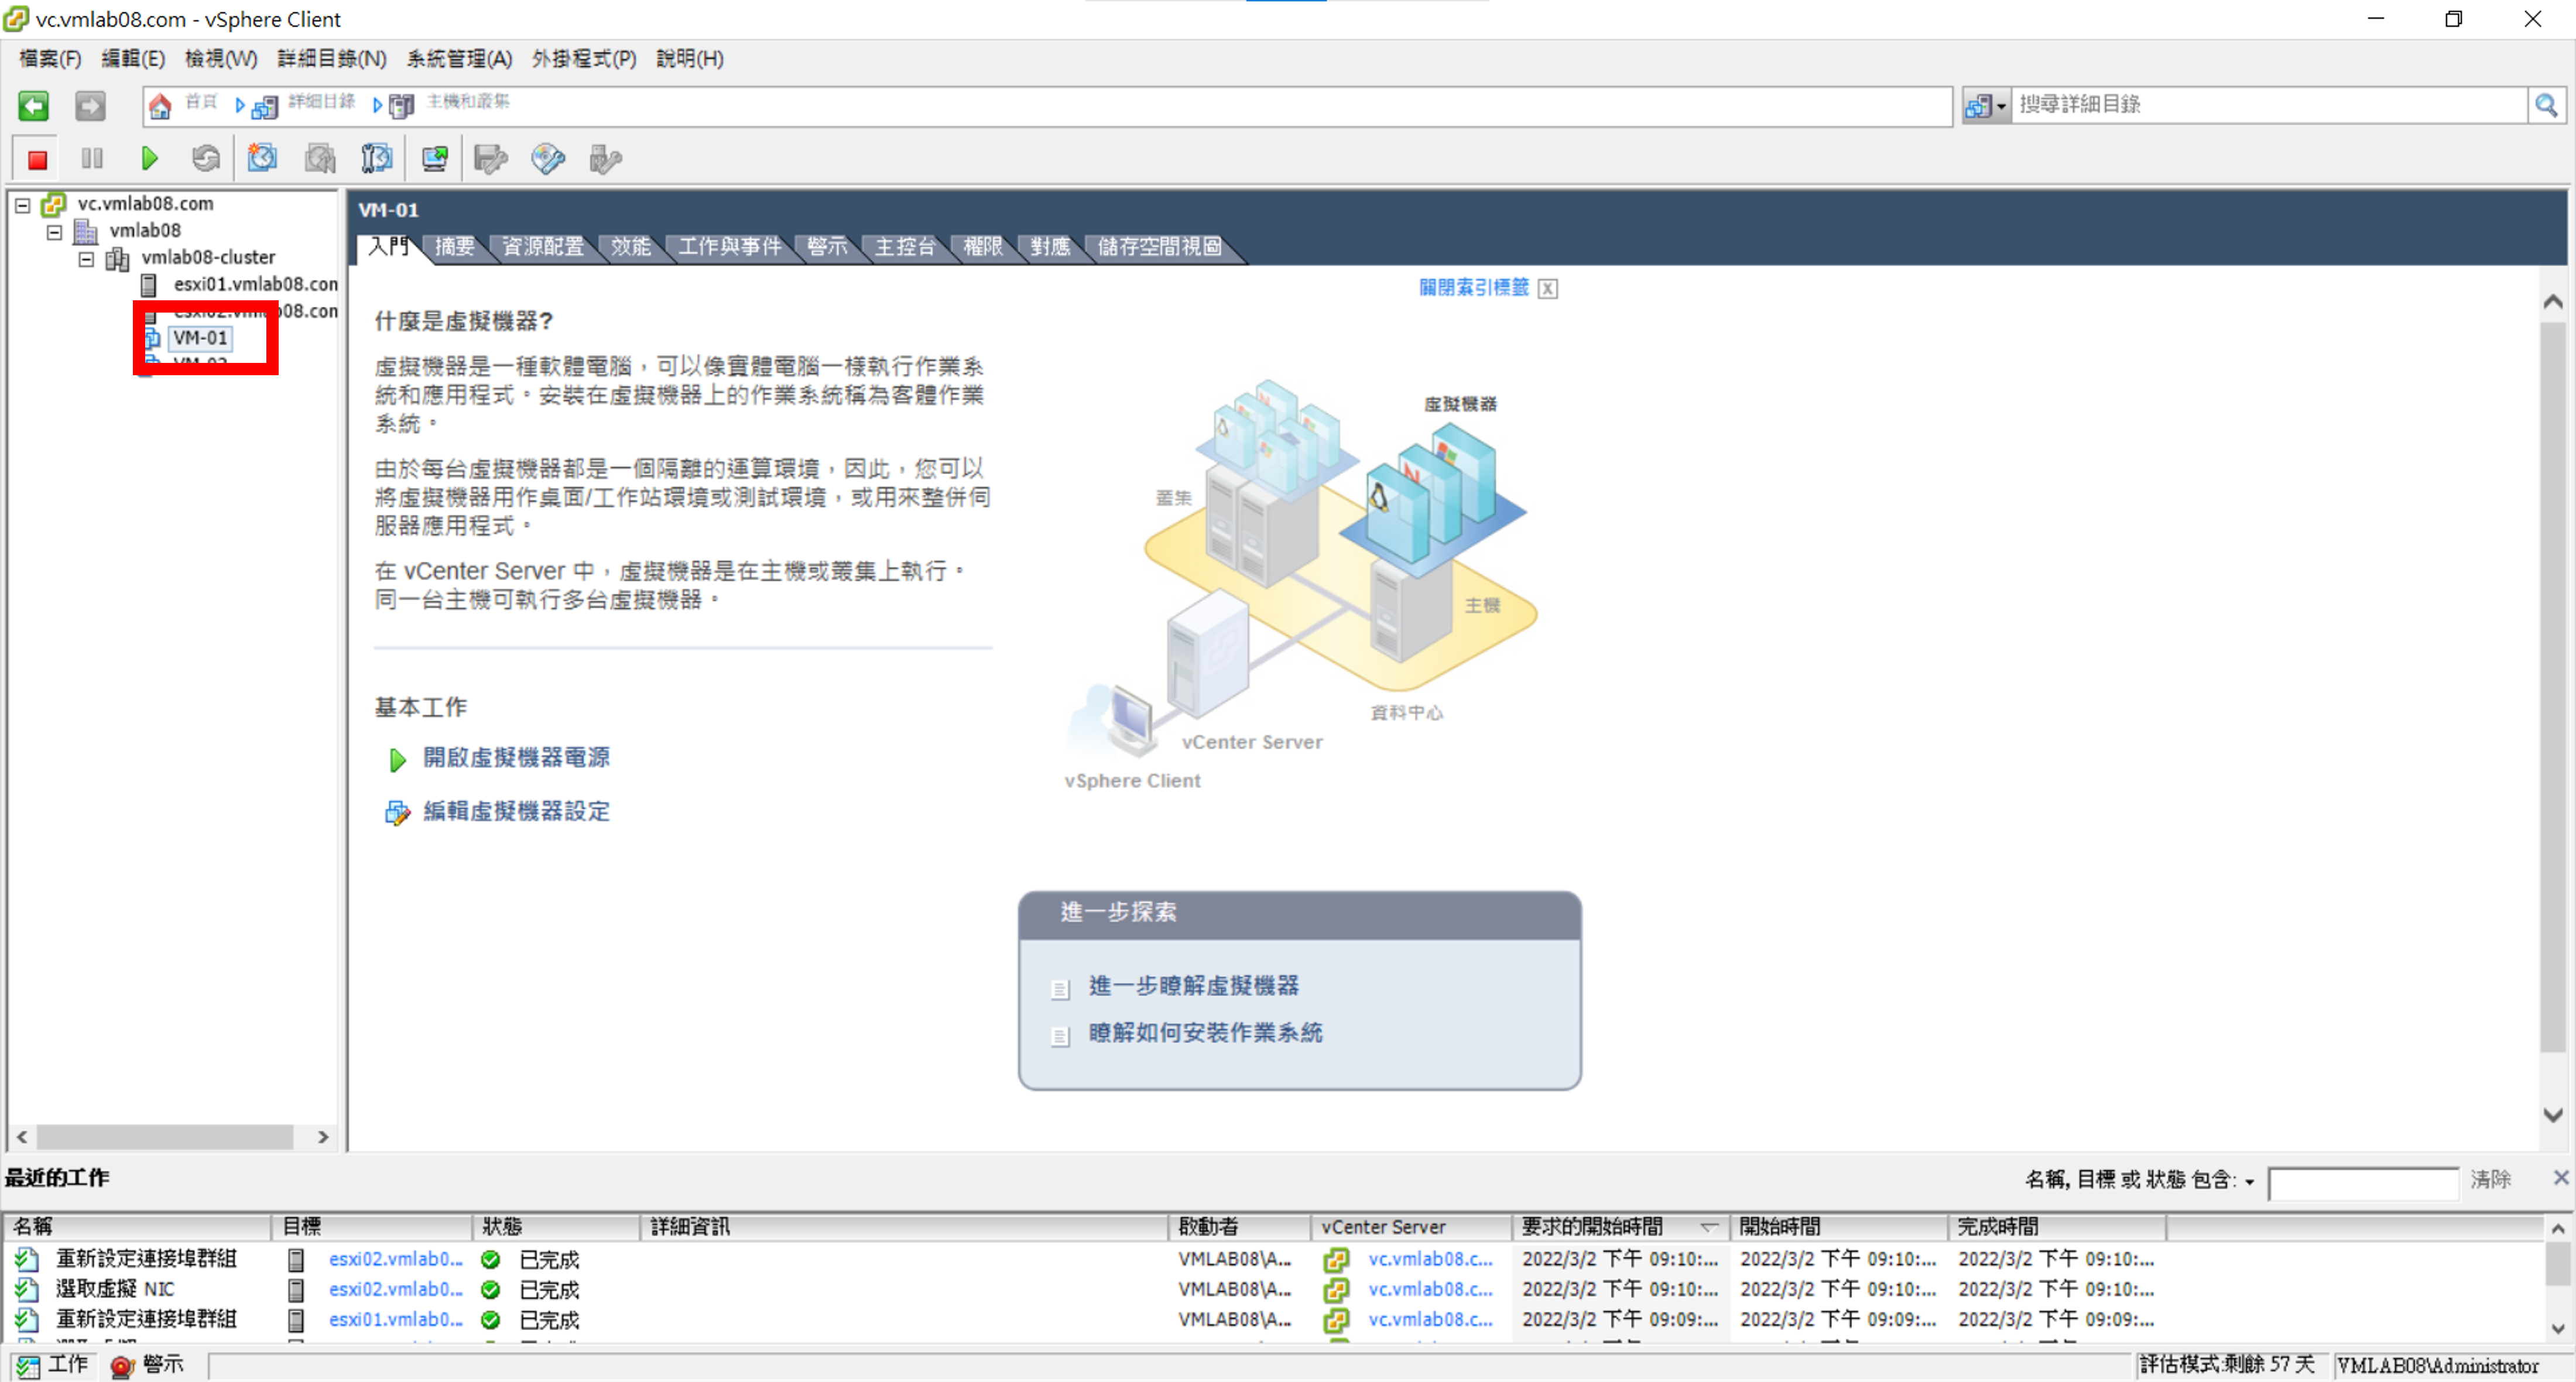 vc.vmlab08.com - vSphere Client
檔案(F) 編輯(E) 檢視(W) 詳細目錄(N) 系統管理(A) 外掛程式(P) 說明(H)
首頁 詳細目錄 主機和叢集 搜尋詳細目錄
vc.vmlab08.com
vmlab08
vmlab08-cluster
esxi01.vmlab08.con
esxi02.vmlab08.con
VM-01
VM-02
VM-01
入門 摘要 資源配置 效能 工作與事件 警示 主控台 權限 對應 儲存空間視圖
關閉索引標籤 X
什麼是虛擬機器?
虛擬機器是一種軟體電腦，可以像實體電腦一樣執行作業系
統和應用程式。安裝在虛擬機器上的作業系統稱為客體作業
系統。
由於每台虛擬機器都是一個隔離的運算環境，因此，您可以
將虛擬機器用作桌面/工作站環境或測試環境，或用來整併伺
服器應用程式。
在 vCenter Server 中，虛擬機器是在主機或叢集上執行。
同一台主機可執行多台虛擬機器。
基本工作
開啟虛擬機器電源
編輯虛擬機器設定
虛擬機器
叢集
主機
資料中心
vCenter Server
vSphere Client
進一步探索
進一步瞭解虛擬機器
瞭解如何安裝作業系統
最近的工作 名稱, 目標 或 狀態 包含: 清除
名稱 目標 狀態 詳細資訊 啟動者 vCenter Server 要求的開始時間 開始時間 完成時間
重新設定連接埠群組 esxi02.vmlab0... 已完成 VMLAB08\A... vc.vmlab08.c... 2022/3/2 下午 09:10:... 2022/3/2 下午 09:10:... 2022/3/2 下午 09:10:...
選取虛擬 NIC esxi02.vmlab0... 已完成 VMLAB08\A... vc.vmlab08.c... 2022/3/2 下午 09:10:... 2022/3/2 下午 09:10:... 2022/3/2 下午 09:10:...
重新設定連接埠群組 esxi01.vmlab0... 已完成 VMLAB08\A... vc.vmlab08.c... 2022/3/2 下午 09:09:... 2022/3/2 下午 09:09:... 2022/3/2 下午 09:09:...
工作 警示 評估模式:剩餘 57 天 VMLAB08\Administrator